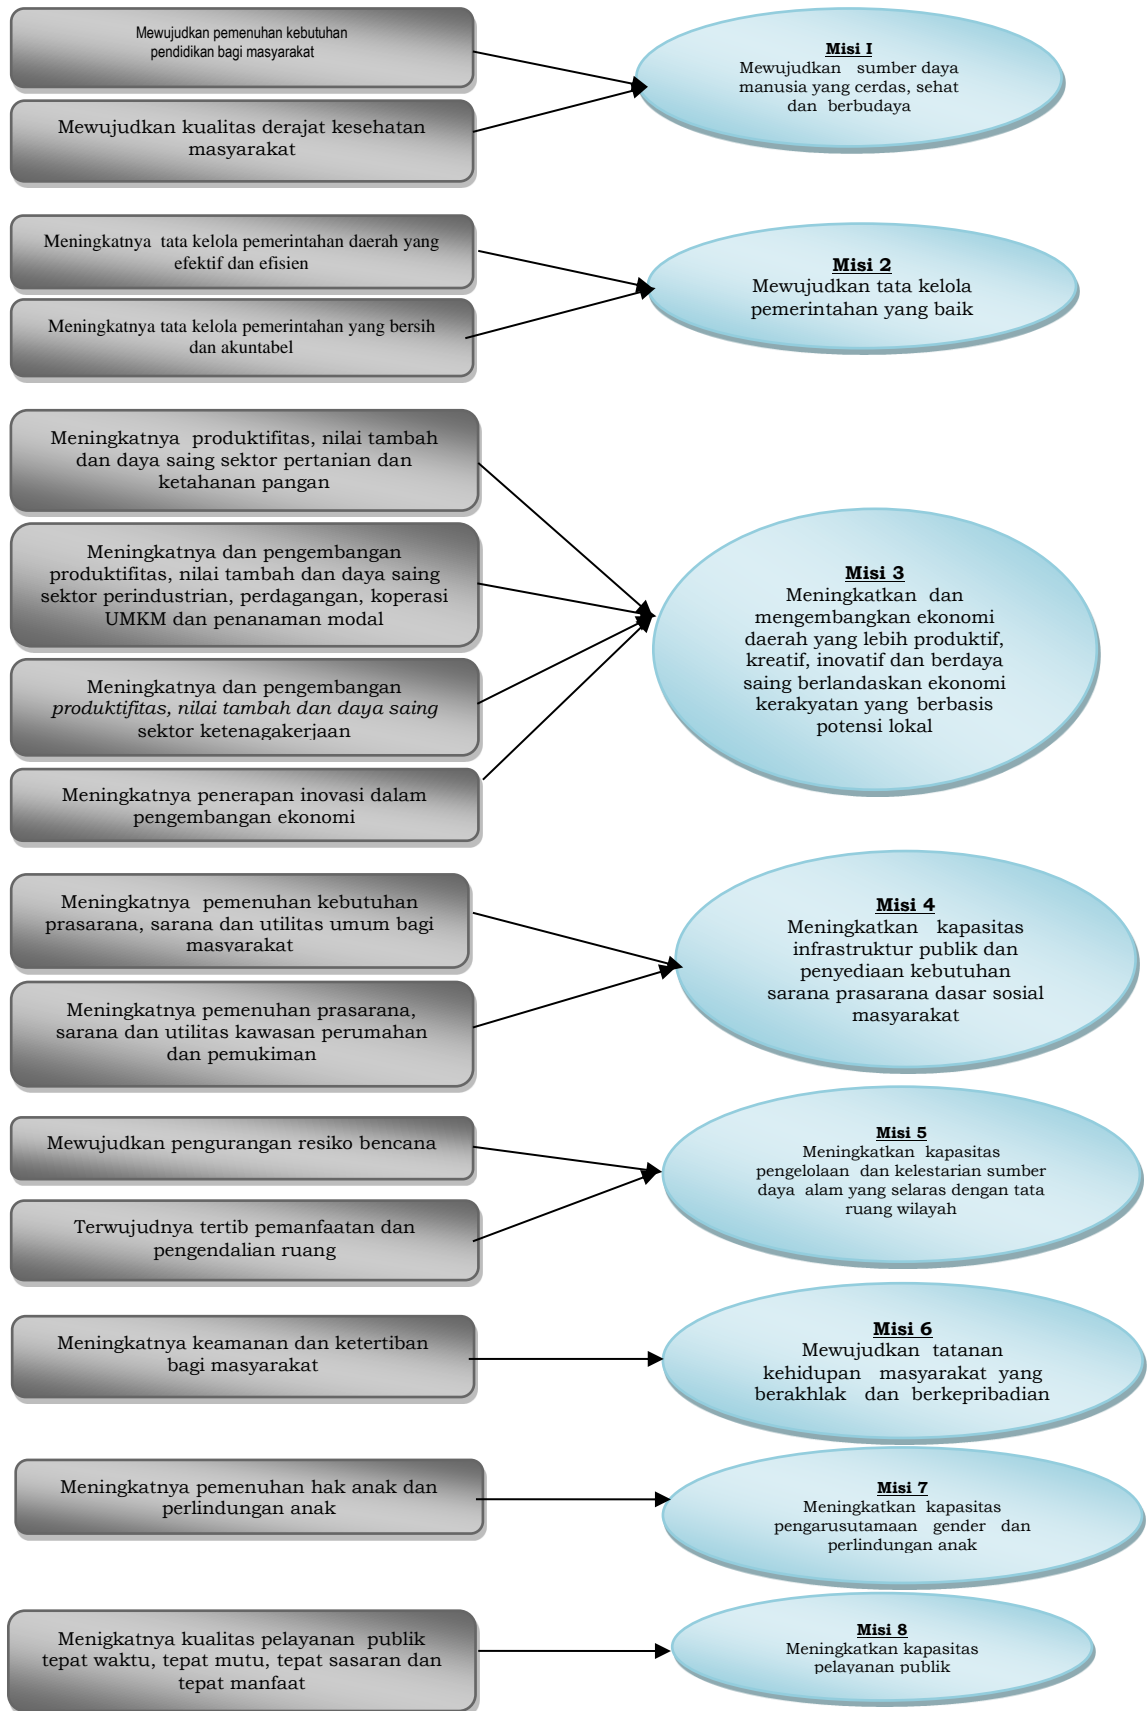 Mewujudkan pemenuhan kebutuhan
pendidikan bagi masyarakat
Mewujudkan kualitas derajat kesehatan
masyarakat
Misi I
Mewujudkan sumber daya
manusia yang cerdas, sehat
dan berbudaya
Meningkatnya tata kelola pemerintahan daerah yang
efektif dan efisien
Meningkatnya tata kelola pemerintahan yang bersih
dan akuntabel
Misi 2
Mewujudkan tata kelola
pemerintahan yang baik
Meningkatnya produktifitas, nilai tambah
dan daya saing sektor pertanian dan
ketahanan pangan
Meningkatnya dan pengembangan
produktifitas, nilai tambah dan daya saing
sektor perindustrian, perdagangan, koperasi
UMKM dan penanaman modal
Meningkatnya dan pengembangan
produktifitas, nilai tambah dan daya saing
sektor ketenagakerjaan
Meningkatnya penerapan inovasi dalam
pengembangan ekonomi
Misi 3
Meningkatkan dan
mengembangkan ekonomi
daerah yang lebih produktif,
kreatif, inovatif dan berdaya
saing berlandaskan ekonomi
kerakyatan yang berbasis
potensi lokal
Meningkatnya pemenuhan kebutuhan
prasarana, sarana dan utilitas umum bagi
masyarakat
Meningkatnya pemenuhan prasarana,
sarana dan utilitas kawasan perumahan
dan pemukiman
Misi 4
Meningkatkan kapasitas
infrastruktur publik dan
penyediaan kebutuhan
sarana prasarana dasar sosial
masyarakat
Mewujudkan pengurangan resiko bencana
Terwujudnya tertib pemanfaatan dan
pengendalian ruang
Misi 5
Meningkatkan kapasitas
pengelolaan dan kelestarian sumber
daya alam yang selaras dengan tata
ruang wilayah
Meningkatnya keamanan dan ketertiban
bagi masyarakat
Misi 6
Mewujudkan tatanan
kehidupan masyarakat yang
berakhlak dan berkepribadian
Meningkatnya pemenuhan hak anak dan
perlindungan anak
Misi 7
Meningkatkan kapasitas
pengarusutamaan gender dan
perlindungan anak
Menigkatnya kualitas pelayanan publik
tepat waktu, tepat mutu, tepat sasaran dan
tepat manfaat
Misi 8
Meningkatkan kapasitas
pelayanan publik